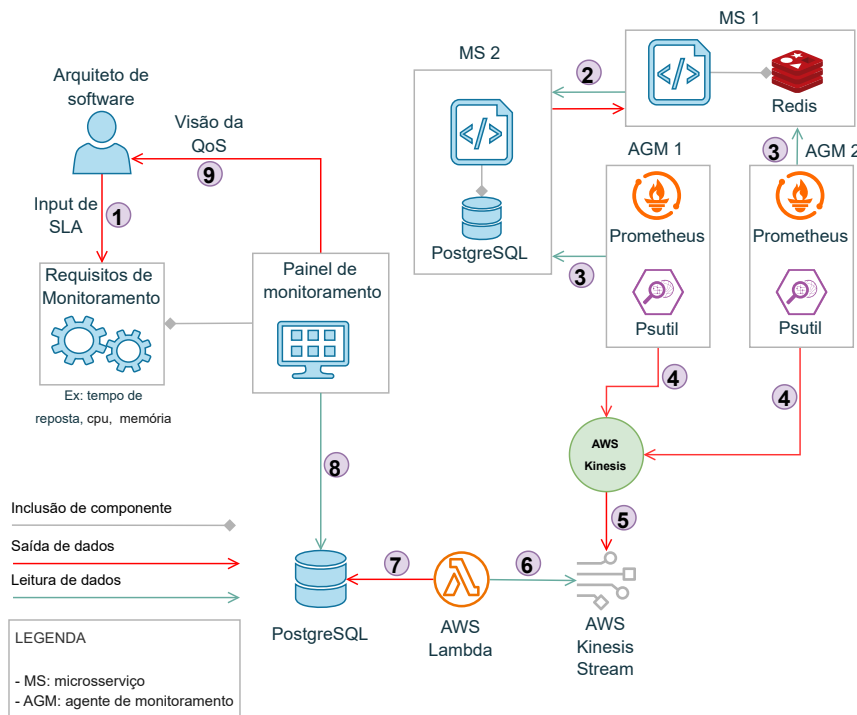 MS 1
MS 2
2
Redis
Arquiteto de
software
Visão da
QoS
9
1
Input de
SLA
AGM 1
3
AGM 2
Prometheus
Prometheus
PostgreSQL
3
Psutil
Psutil
Requisitos de
Monitoramento
Painel de
monitoramento
Ex: tempo de
reposta, cpu, memória
4
4
AWS
Kinesis
8
5
Inclusão de componente
Saída de dados
Leitura de dados
7
6
PostgreSQL
AWS
Lambda
AWS
Kinesis
Stream
LEGENDA
- MS: microsserviço
- AGM: agente de monitoramento